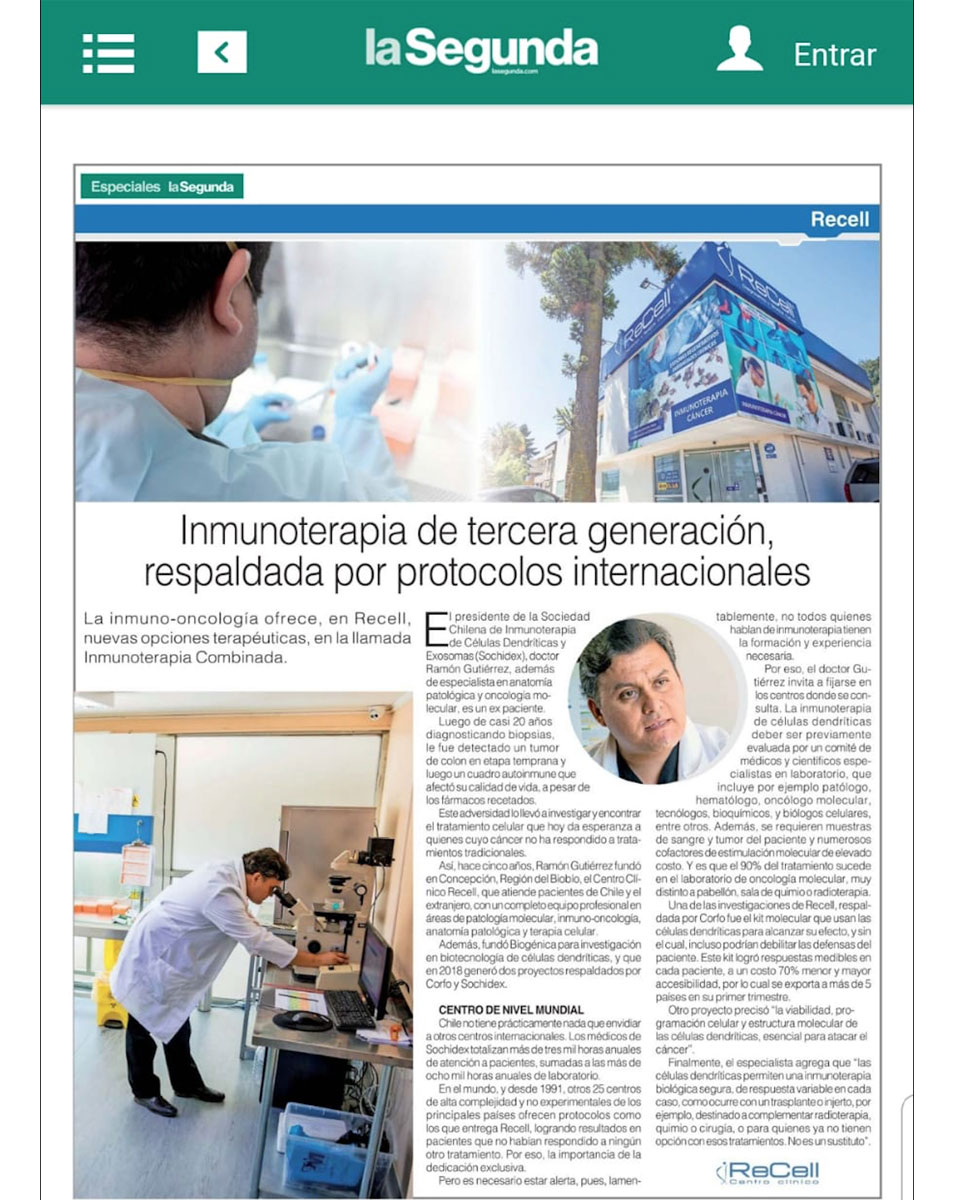 laSegunda
lasegunda.com
Entrar
Especiales laSegunda
Recell
ReCell
ReCell
INMUNOTERAPIA
CÁNCER
INMUNOTERAPIA CÁNCER
Inmunoterapia de tercera generación,
respaldada por protocolos internacionales
La inmuno-oncología ofrece, en Recell,
nuevas opciones terapéuticas, en la llamada
Inmunoterapia Combinada.
El presidente de la Sociedad
Chilena de Inmunoterapia
de Células Dendríticas y
Exosomas (Sochidex), doctor
Ramón Gutiérrez, además
de especialista en anatomía
patológica y oncología mo-
lecular, es un ex paciente.
Luego de casi 20 años
diagnosticando biopsias,
le fue detectado un tumor
de colon en etapa temprana y
luego un cuadro autoinmune que
afectó su calidad de vida, a pesar de
los fármacos recetados.
Este adversidad lo llevó a investigar y encontrar
el tratamiento celular que hoy da esperanza a
quienes cuyo cáncer no ha respondido a trata-
mientos tradicionales.
Así, hace cinco años, Ramón Gutiérrez fundó
en Concepción, Región del Biobío, el Centro Clí-
nico Recell, que atiende pacientes de Chile y el
extranjero, con un completo equipo profesional en
áreas de patología molecular, inmuno-oncología,
anatomía patológica y terapia celular.
Además, fundó Biogénica para investigación
en biotecnología de células dendríticas, y que
en 2018 generó dos proyectos respaldados por
Corfo y Sochidex.
CENTRO DE NIVEL MUNDIAL
Chile no tiene prácticamente nada que envidiar
a otros centros internacionales. Los médicos de
Sochidex totalizan más de tres mil horas anuales
de atención a pacientes, sumadas a las más de
ocho mil horas anuales de laboratorio.
En el mundo, y desde 1991, otros 25 centros
de alta complejidad y no experimentales de los
principales países ofrecen protocolos como
los que entrega Recell, logrando resultados en
pacientes que no habían respondido a ningún
otro tratamiento. Por eso, la importancia de la
dedicación exclusiva.
Pero es necesario estar alerta, pues, lamen-
tablemente, no todos quienes
hablan de inmunoterapia tienen
la formación y experiencia
necesaria.
Por eso, el doctor Gu-
tiérrez invita a fijarse en
los centros donde se con-
sulta. La inmunoterapia
de células dendríticas
deber ser previamente
evaluada por un comité de
médicos y científicos espe-
cialistas en laboratorio, que
incluye por ejemplo patólogo,
hematólogo, oncólogo molecular,
tecnólogos, bioquímicos, y biólogos celulares,
entre otros. Además, se requieren muestras
de sangre y tumor del paciente y numerosos
cofactores de estimulación molecular de elevado
costo. Y es que el 90% del tratamiento sucede
en el laboratorio de oncología molecular, muy
distinto a pabellón, sala de quimio o radioterapia.
Una de las investigaciones de Recell, respal-
dada por Corfo fue el kit molecular que usan las
células dendríticas para alcanzar su efecto, y sin
el cual, incluso podrían debilitar las defensas del
paciente. Este kit logró respuestas medibles en
cada paciente, a un costo 70% menor y mayor
accesibilidad, por lo cual se exporta a más de 5
países en su primer trimestre.
Otro proyecto precisó “la viabilidad, pro-
gramación celular y estructura molecular de
las células dendríticas, esencial para atacar el
cáncer”.
Finalmente, el especialista agrega que “las
células dendríticas permiten una inmunoterapia
biológica segura, de respuesta variable en cada
caso, como ocurre con un trasplante o injerto, por
ejemplo, destinado a complementar radioterapia,
quimio o cirugía, o para quienes ya no tienen
opción con esos tratamientos. No es un sustituto”.
ReCell
Centro clínico